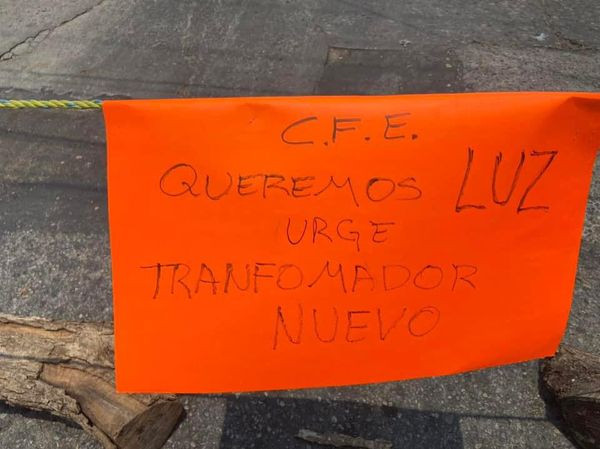 C.F.E.
QUEREMOS LUZ
URGE
TRANFOMADOR
NUEVO